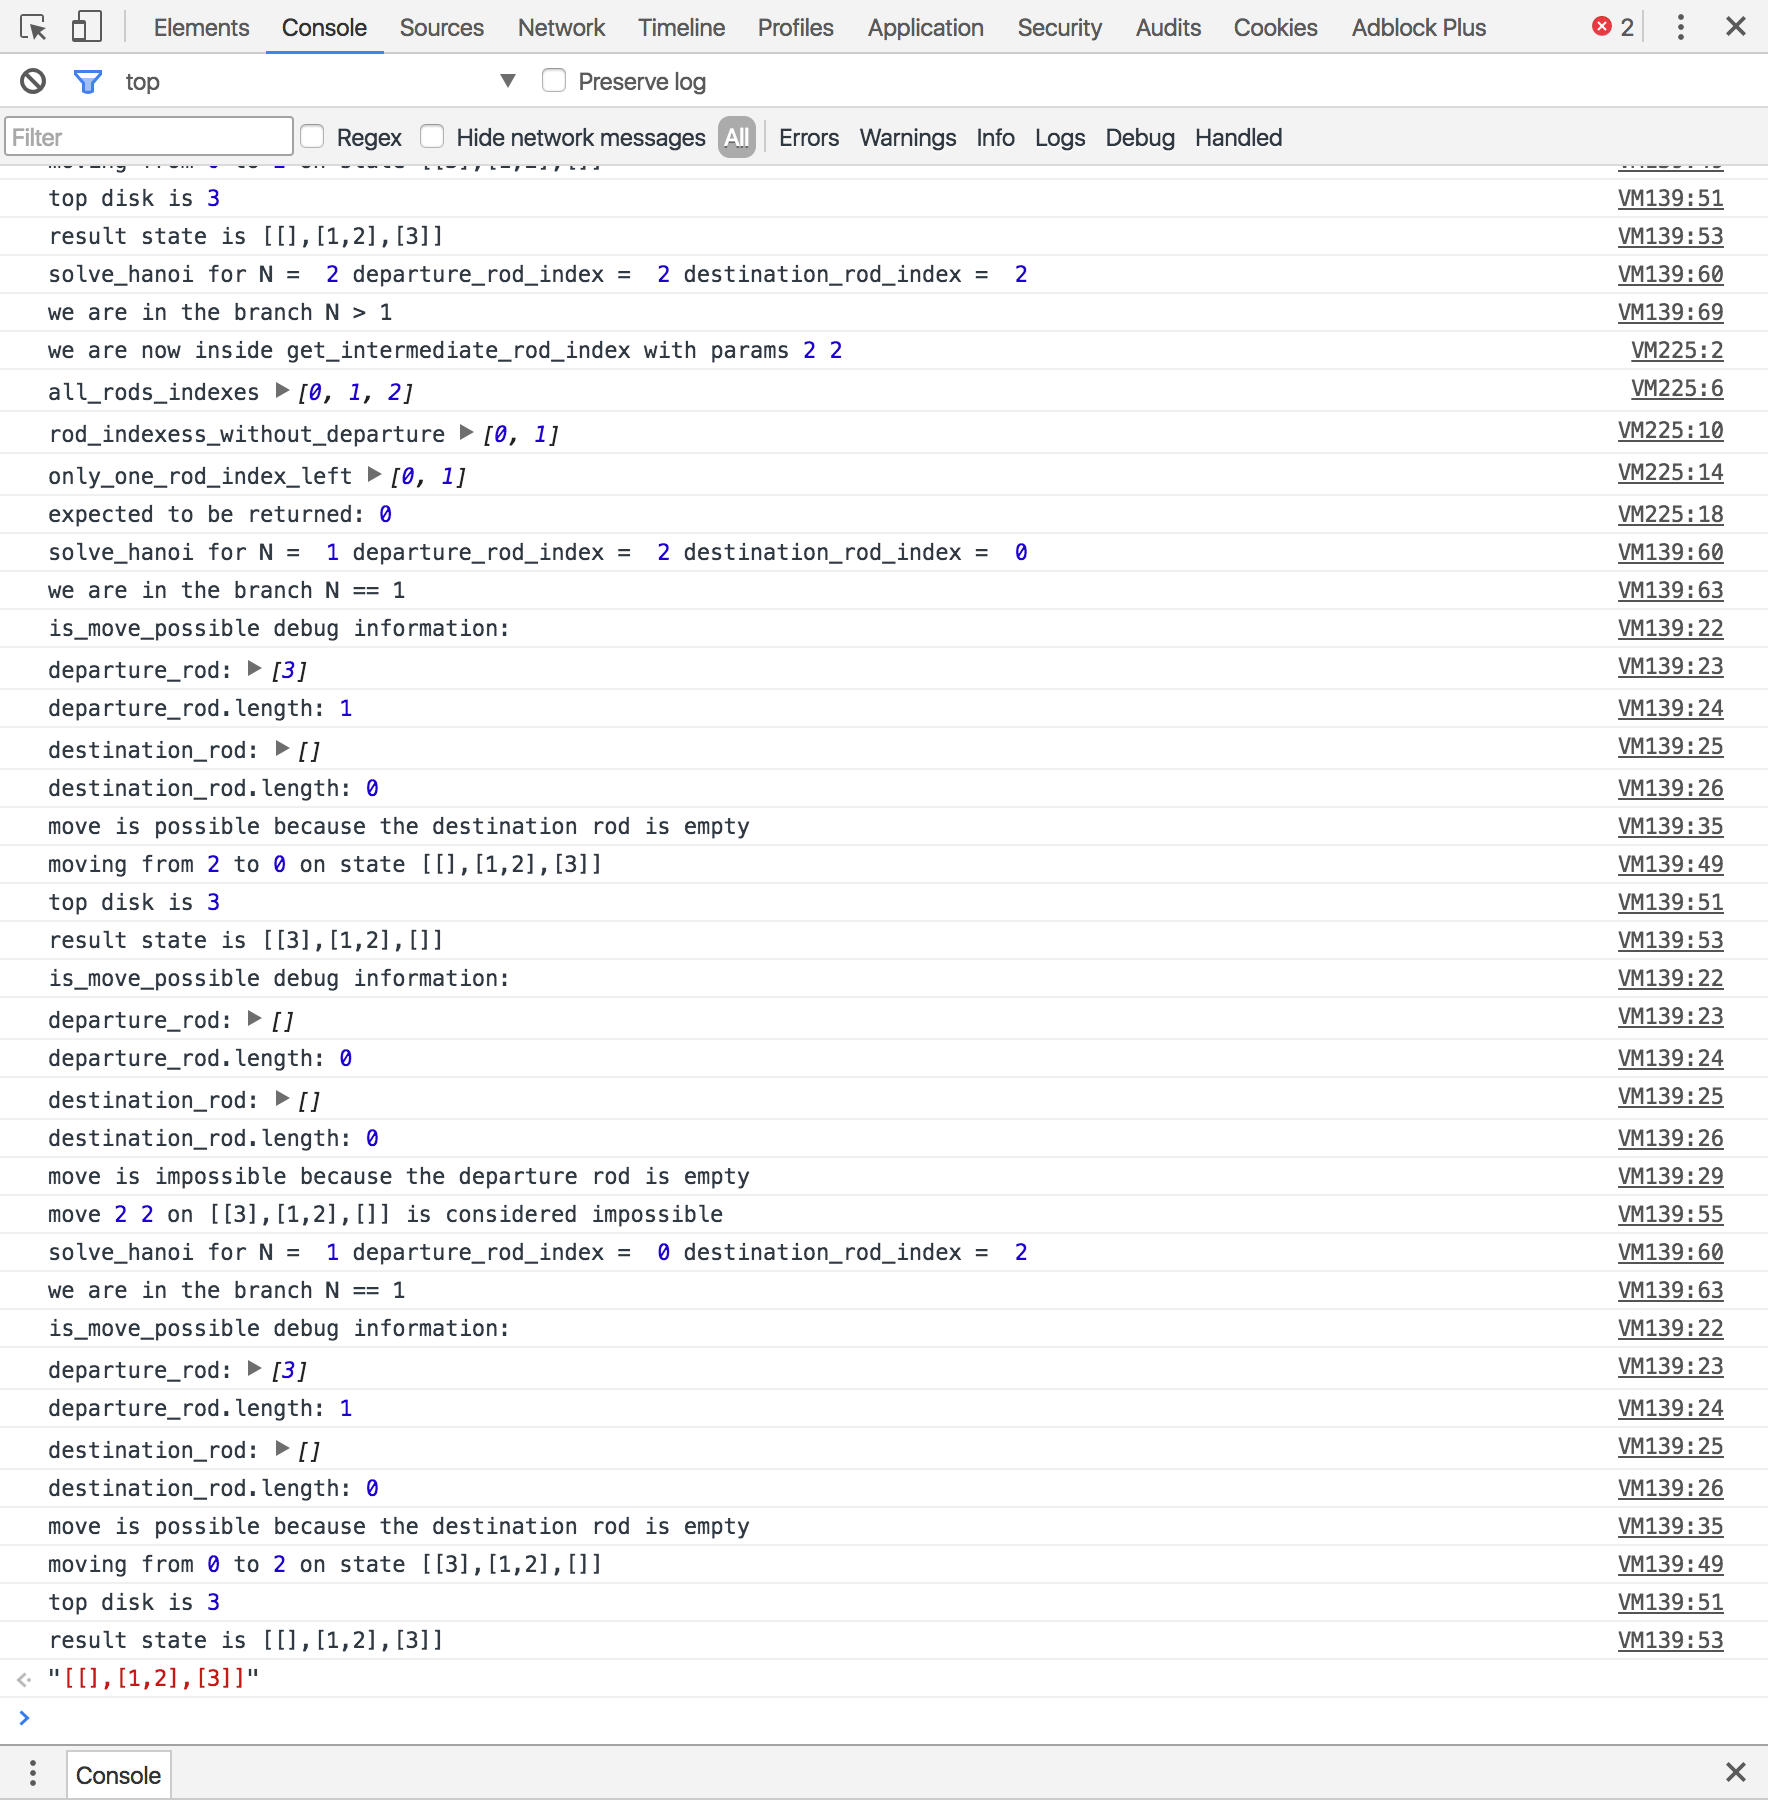 Elements Console Sources Network Timeline Profiles Application Security Audits Cookies Adblock Plus 2
top Preserve log
Filter Regex Hide network messages All Errors Warnings Info Logs Debug Handled
top disk is 3 VM139:51
result state is [[],[1,2],[3]] VM139:53
solve_hanoi for N =  2 departure_rod_index =  2 destination_rod_index =  2 VM139:60
we are in the branch N > 1 VM139:69
we are now inside get_intermediate_rod_index with params 2 2 VM225:2
all_rods_indexes [0, 1, 2] VM225:6
rod_indexess_without_departure [0, 1] VM225:10
only_one_rod_index_left [0, 1] VM225:14
expected to be returned: 0 VM225:18
solve_hanoi for N =  1 departure_rod_index =  2 destination_rod_index =  0 VM139:60
we are in the branch N == 1 VM139:63
is_move_possible debug information: VM139:22
departure_rod: [3] VM139:23
departure_rod.length: 1 VM139:24
destination_rod: [] VM139:25
destination_rod.length: 0 VM139:26
move is possible because the destination rod is empty VM139:35
moving from 2 to 0 on state [[],[1,2],[3]] VM139:49
top disk is 3 VM139:51
result state is [[3],[1,2],[]] VM139:53
is_move_possible debug information: VM139:22
departure_rod: [] VM139:23
departure_rod.length: 0 VM139:24
destination_rod: [] VM139:25
destination_rod.length: 0 VM139:26
move is impossible because the departure rod is empty VM139:29
move 2 2 on [[3],[1,2],[]] is considered impossible VM139:55
solve_hanoi for N =  1 departure_rod_index =  0 destination_rod_index =  2 VM139:60
we are in the branch N == 1 VM139:63
is_move_possible debug information: VM139:22
departure_rod: [3] VM139:23
departure_rod.length: 1 VM139:24
destination_rod: [] VM139:25
destination_rod.length: 0 VM139:26
move is possible because the destination rod is empty VM139:35
moving from 0 to 2 on state [[3],[1,2],[]] VM139:49
top disk is 3 VM139:51
result state is [[],[1,2],[3]] VM139:53
"[[],[1,2],[3]]"
Console